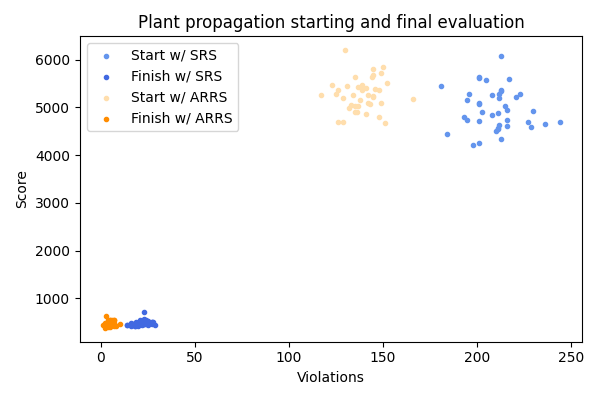 Plant propagation starting and final evaluation
Start w/ SRS
Finish w/ SRS
Start w/ ARRS
Finish w/ ARRS
Score
6000
5000
4000
3000
2000
1000
0 50 100 150 200 250
Violations